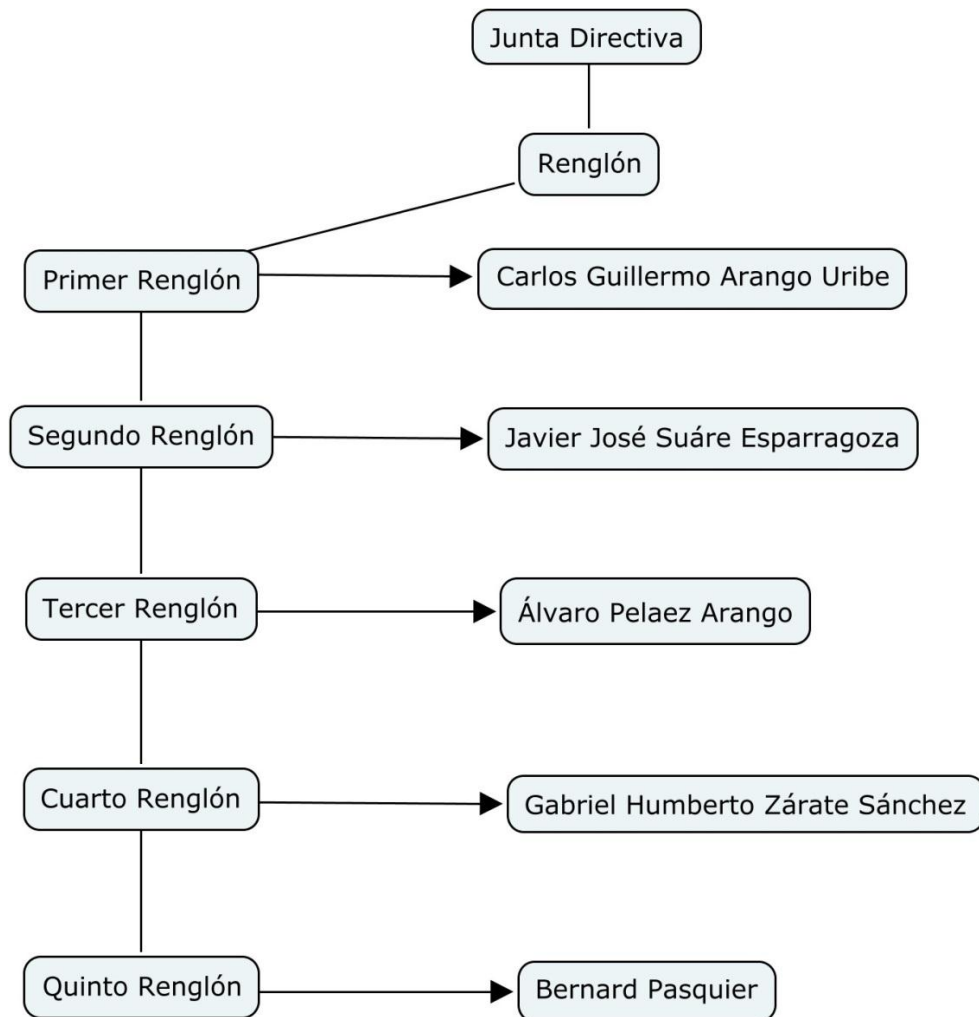 Junta Directiva
Renglón
Primer Renglón
Carlos Guillermo Arango Uribe
Segundo Renglón
Javier José Suáre Esparragoza
Tercer Renglón
Álvaro Pelaez Arango
Cuarto Renglón
Gabriel Humberto Zárate Sánchez
Quinto Renglón
Bernard Pasquier